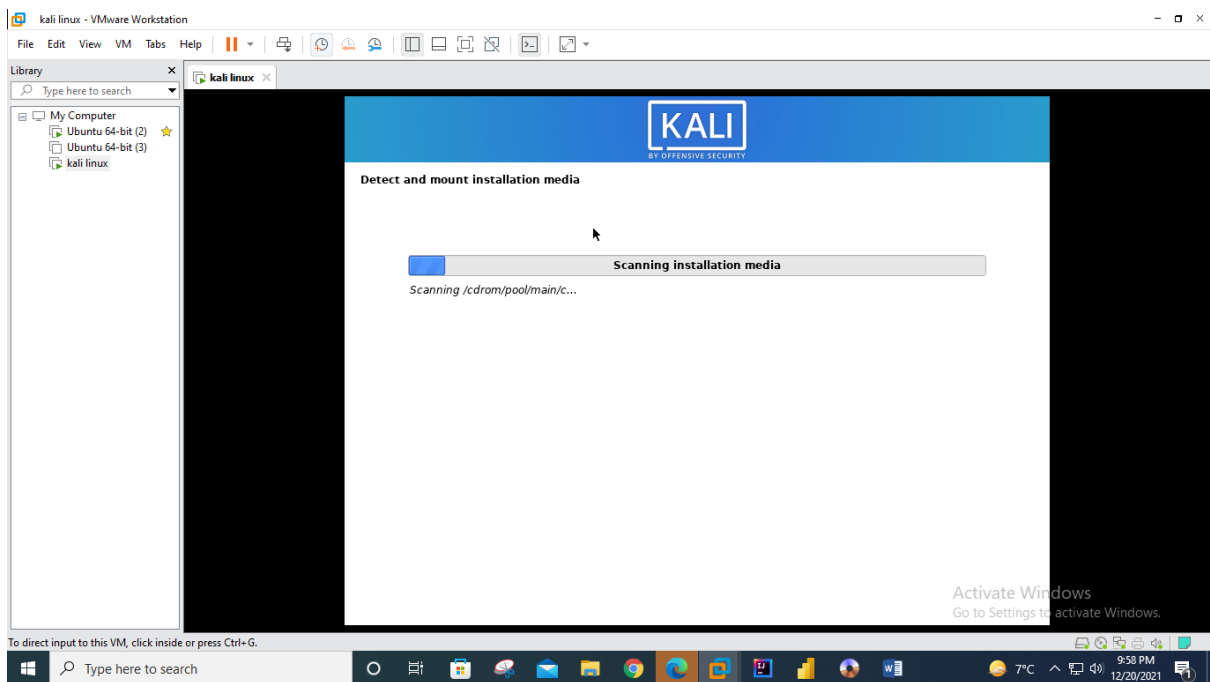 kali linux - VMware Workstation
File Edit View VM Tabs Help
Library
Type here to search
My Computer
Ubuntu 64-bit (2)
Ubuntu 64-bit (3)
kali linux
kali linux
KALI
BY OFFENSIVE SECURITY
Detect and mount installation media
Scanning installation media
Scanning /cdrom/pool/main/c...
Activate Windows
Go to Settings to activate Windows.
To direct input to this VM, click inside or press Ctrl+G.
Type here to search
7°C
9:58 PM
12/20/2021
1